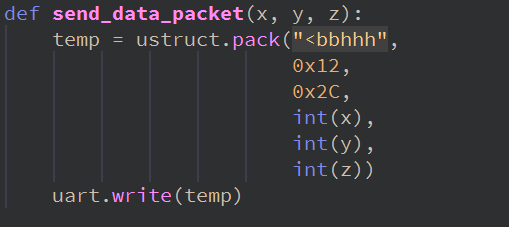 def send_data_packet(x, y, z):
    temp = ustruct.pack("<bbhhh",
                        0x12,
                        0x2C,
                        int(x),
                        int(y),
                        int(z))
    uart.write(temp)